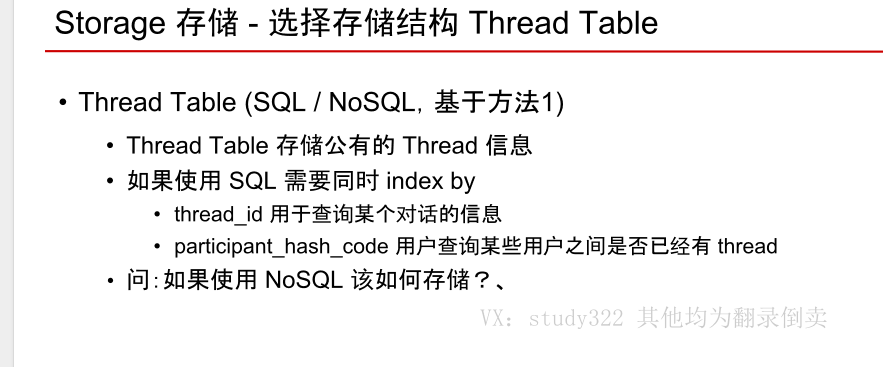 Storage 存储 - 选择存储结构 Thread Table
• Thread Table (SQL / NoSQL，基于方法1)
• Thread Table 存储公有的 Thread 信息
• 如果使用 SQL 需要同时 index by
• thread_id 用于查询某个对话的信息
• participant_hash_code 用户查询某些用户之间是否已经有 thread
• 问：如果使用 NoSQL 该如何存储？、
VX：study322 其他均为翻录倒卖